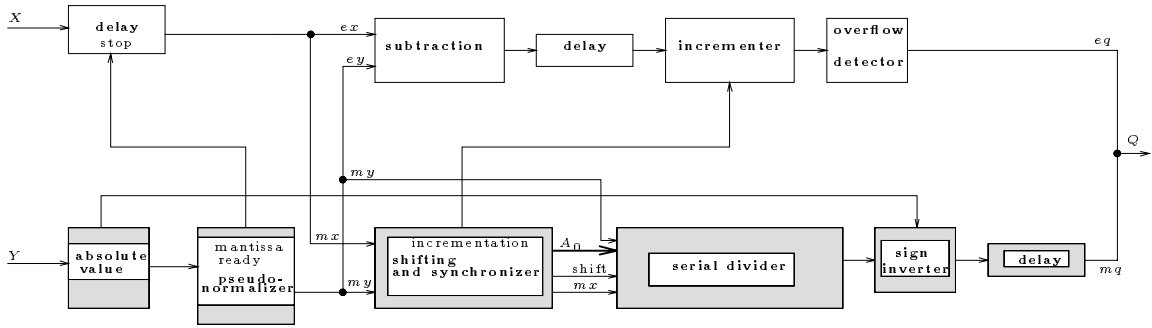 X
delay
stop
ex
ey
subtraction
delay
incrementer
overflow
detector
eq
Q
my
Y
absolute
value
mantissa
ready
pseudo-
normalizer
mx
my
incrementation
shifting
and synchronizer
A0
shift
mx
serial divider
sign
inverter
delay
mq